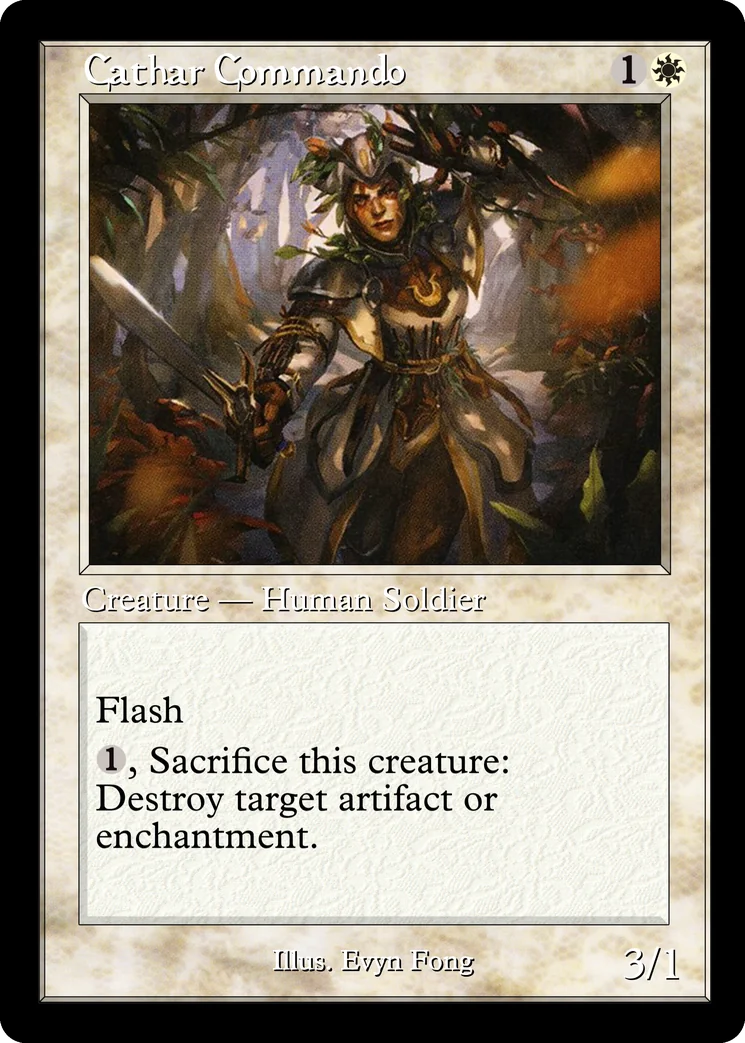 Cathar Commando 1
Creature — Human Soldier
Flash
1, Sacrifice this creature:
Destroy target artifact or
enchantment.
Illus. Evyn Fong 3/1